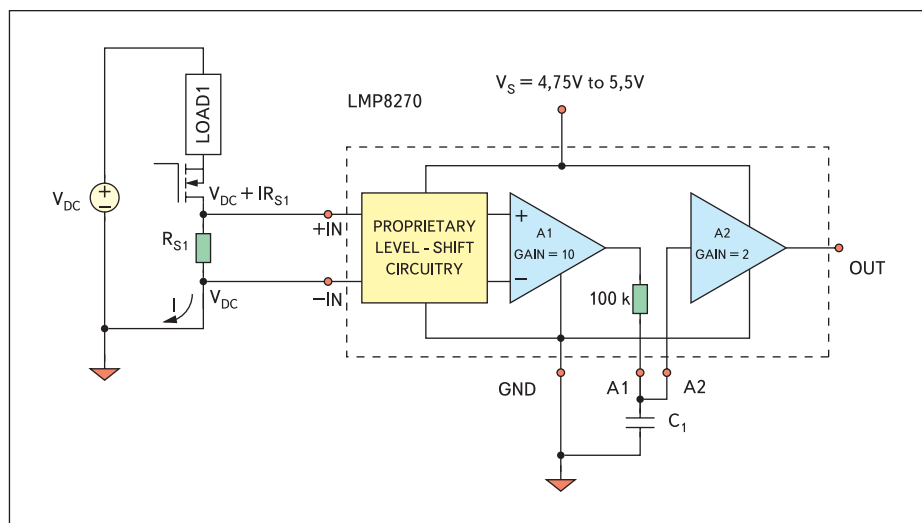 V_S = 4,75V to 5,5V
LMP8270
LOAD1
V_DC
V_DC + IR_S1
R_S1
V_DC
I
+IN
−IN
PROPRIETARY
LEVEL - SHIFT
CIRCUITRY
+
−
A1
GAIN = 10
A2
GAIN = 2
OUT
100 k
GND
A1
A2
C_1